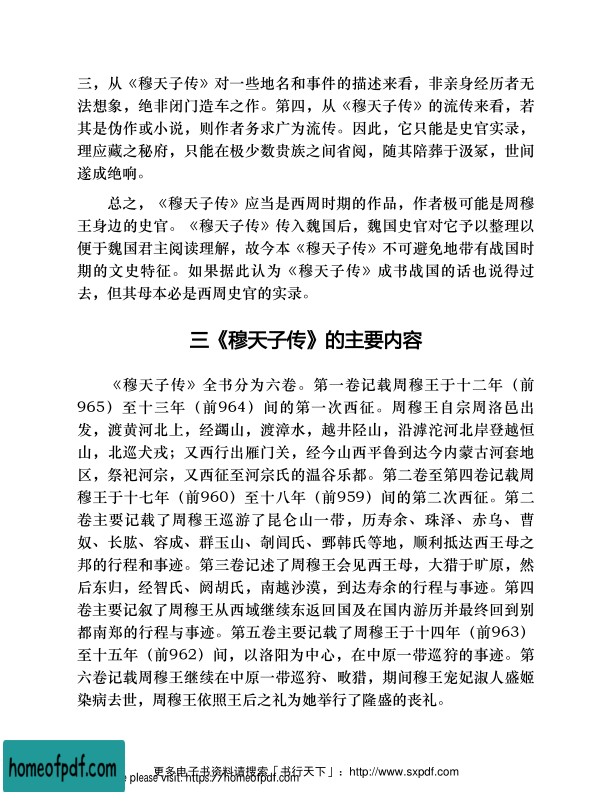 三，从《穆天子传》对一些地名和事件的描述来看，非亲身经历者无
法想象，绝非闭门造车之作。第四，从《穆天子传》的流传来看，若
其是伪作或小说，则作者务求广为流传。因此，它只能是史官实录，
理应藏之秘府，只能在极少数贵族之间省阅，随其陪葬于汲冢，世间
遂成绝响。
总之，《穆天子传》应当是西周时期的作品，作者极可能是周穆
王身边的史官。《穆天子传》传入魏国后，魏国史官对它予以整理以
便于魏国君主阅读理解，故今本《穆天子传》不可避免地带有战国时
期的文史特征。如果据此认为《穆天子传》成书战国的话也说得过
去，但其母本必是西周史官的实录。
三《穆天子传》的主要内容
《穆天子传》全书分为六卷。第一卷记载周穆王于十二年（前
965）至十三年（前964）间的第一次西征。周穆王自宗周洛邑出
发，渡黄河北上，经蠲山，渡漳水，越井陉山，沿滹沱河北岸登越恒
山，北巡犬戎；又西行出雁门关，经今山西平鲁到达今内蒙古河套地
区，祭祀河宗，又西征至河宗氏的温谷乐都。第二卷至第四卷记载周
穆王于十七年（前960）至十八年（前959）间的第二次西征。第二
卷主要记载了周穆王巡游了昆仑山一带，历寿余、珠泽、赤乌、曹
奴、长肱、容成、群玉山、剞闾氏、鄄韩氏等地，顺利抵达西王母之
邦的行程和事迹。第三卷记述了周穆王会见西王母，大猎于旷原，然
后东归，经智氏、阏胡氏，南越沙漠，到达寿余的行程与事迹。第四
卷主要记叙了周穆王从西域继续东返回国及在国内游历并最终回到别
都南郑的行程与事迹。第五卷主要记载了周穆王于十四年（前963）
至十五年（前962）间，以洛阳为中心，在中原一带巡狩的事迹。第
六卷记载周穆王继续在中原一带巡狩、畋猎，期间穆王宠妃淑人盛姬
染病去世，周穆王依照王后之礼为她举行了隆盛的丧礼。
更多电子书资料请搜索「书行天下」：http://www.sxpdf.com
homeofpdf.com
please visit: https://homeofpdf.com